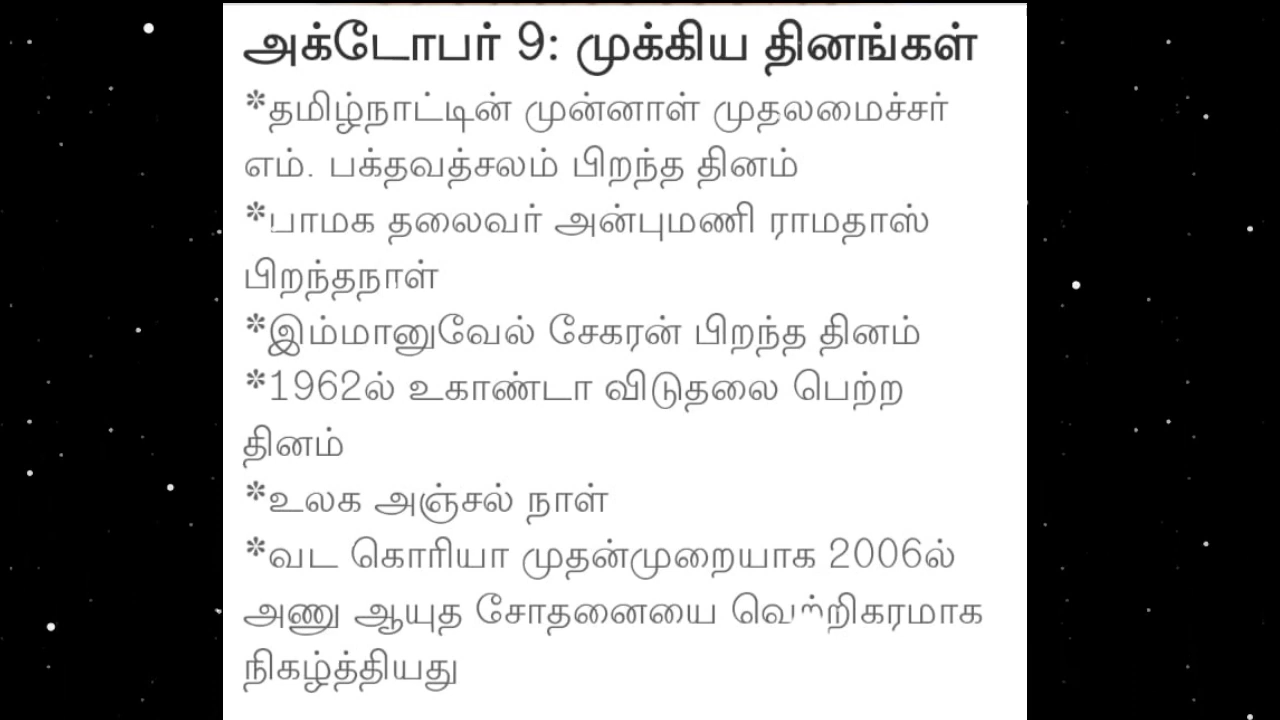 அக்டோபர் 9: முக்கிய தினங்கள்
*தமிழ்நாட்டின் முன்னாள் முதலமைச்சர்
எம். பக்தவத்சலம் பிறந்த தினம்
*பாமக தலைவர் அன்புமணி ராமதாஸ்
பிறந்தநாள்
*இம்மானுவேல் சேகரன் பிறந்த தினம்
*1962ல் உகாண்டா விடுதலை பெற்ற
தினம்
*உலக அஞ்சல் நாள்
*வட கொரியா முதன்முறையாக 2006ல்
அணு ஆயுத சோதனையை வெற்றிகரமாக
நிகழ்த்தியது